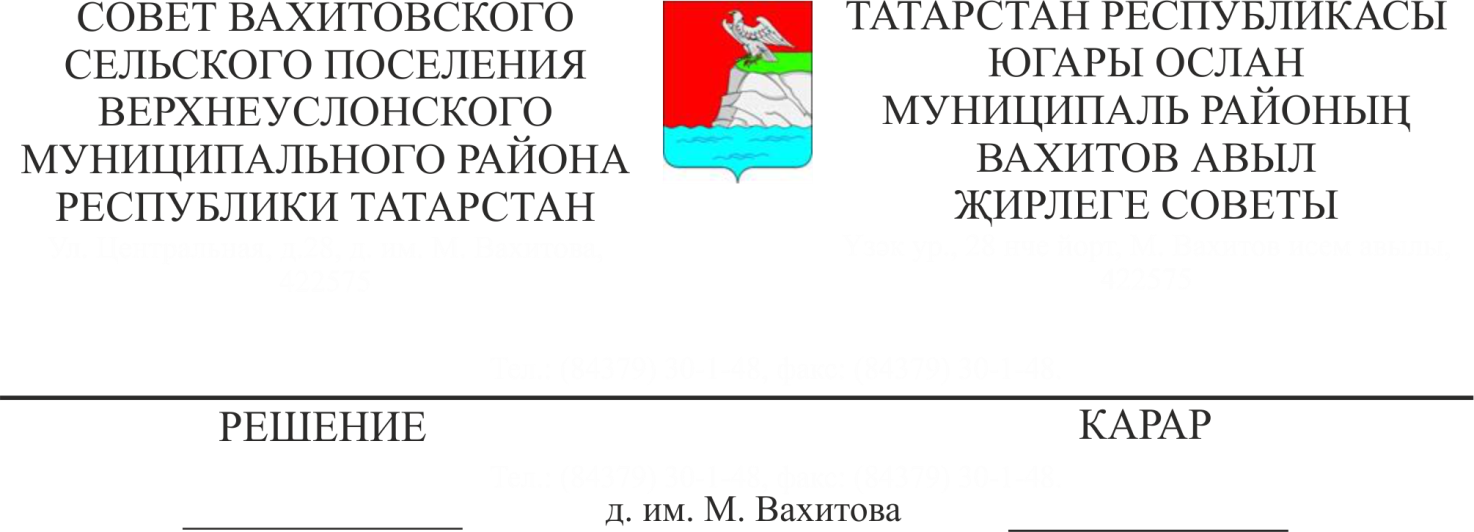 СОВЕТ ВАХИТОВСКОГО
СЕЛЬСКОГО ПОСЕЛЕНИЯ
ВЕРХНЕУСЛОНСКОГО
МУНИЦИПАЛЬНОГО РАЙОНА
РЕСПУБЛИКИ ТАТАРСТАН
ТАТАРСТАН РЕСПУБЛИКАСЫ
ЮГАРЫ ОСЛАН
МУНИЦИПАЛЬ РАЙОНЫҢ
ВАХИТОВ АВЫЛ
ҖИРЛЕГЕ СОВЕТЫ
РЕШЕНИЕ
КАРАР
д. им. М. Вахитова